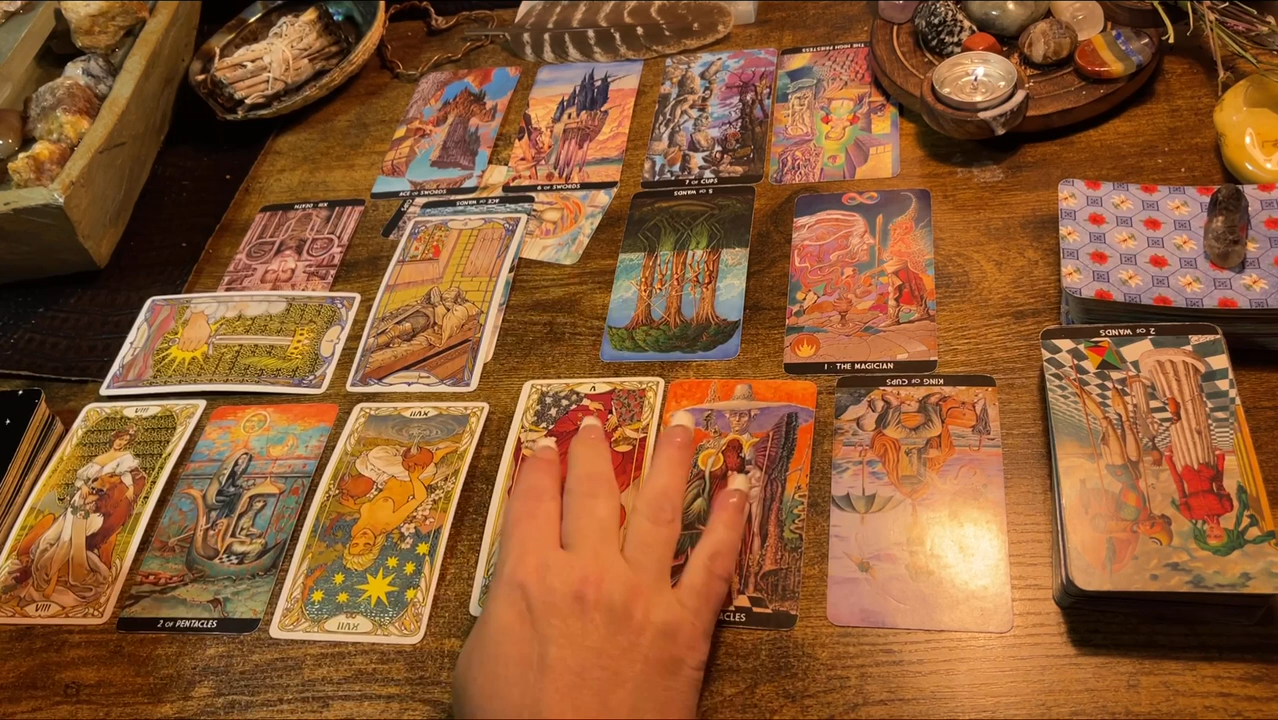 THE HIGH PRIESTESS
ACE OF SWORDS
6 OF SWORDS
7 OF CUPS
5 OF WANDS
XIII · DEATH
ACE OF WANDS
I · THE MAGICIAN
2 OF WANDS
KING OF CUPS
VIII
VIII
XVII
XVII
V
2 OF PENTACLES
ACLES